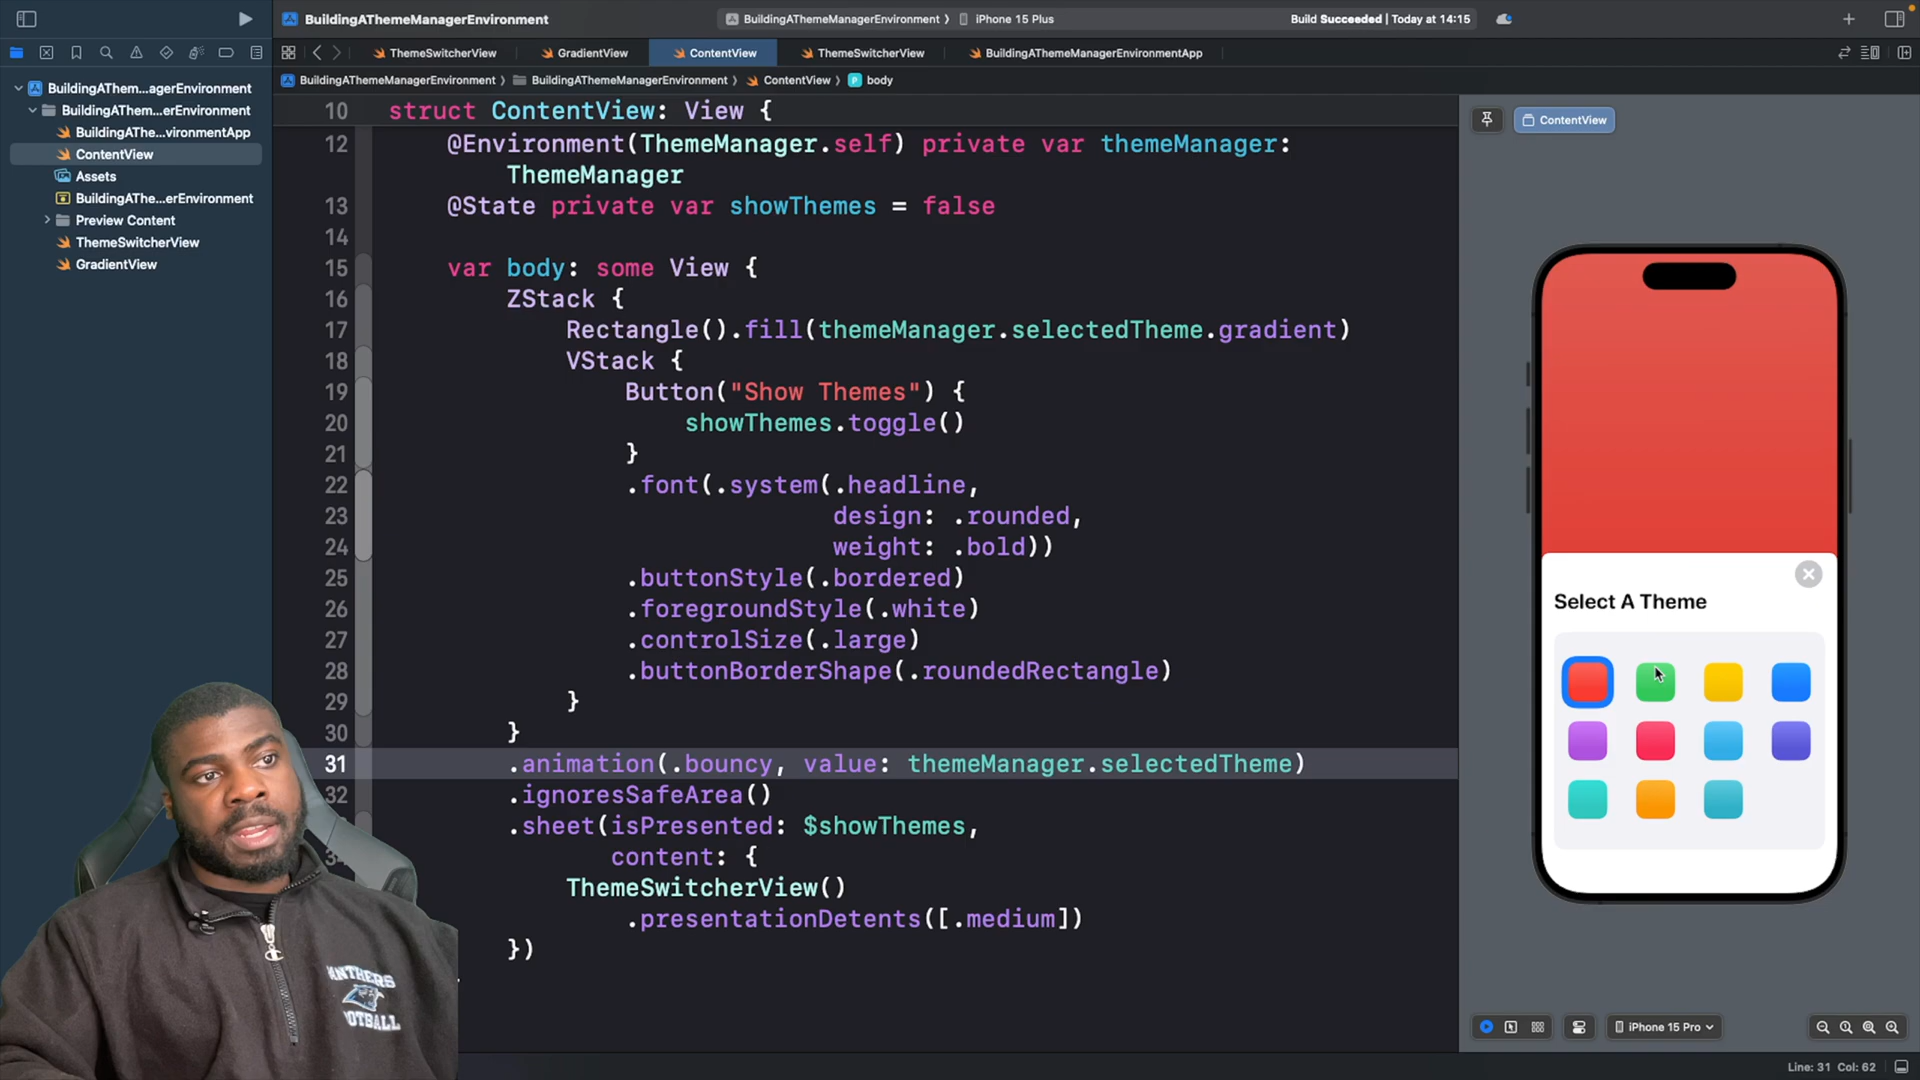 BuildingAThemeManagerEnvironment
BuildingAThemeManagerEnvironment
iPhone 15 Plus
Build Succeeded | Today at 14:15
ThemeSwitcherView
GradientView
ContentView
ThemeSwitcherView
BuildingAThemeManagerEnvironmentApp
BuildingAThemeManagerEnvironment
BuildingAThemeManagerEnvironment
ContentView
body
BuildingAThem...agerEnvironment
BuildingAThem...erEnvironment
BuildingAThe...vironmentApp
ContentView
Assets
BuildingAThe...erEnvironment
Preview Content
ThemeSwitcherView
GradientView
10 struct ContentView: View {
12 @Environment(ThemeManager.self) private var themeManager:
ThemeManager
13 @State private var showThemes = false
14
15 var body: some View {
16 ZStack {
17 Rectangle().fill(themeManager.selectedTheme.gradient)
18 VStack {
19 Button("Show Themes") {
20 showThemes.toggle()
21 }
22 .font(.system(.headline,
23 design: .rounded,
24 weight: .bold))
25 .buttonStyle(.bordered)
26 .foregroundStyle(.white)
27 .controlSize(.large)
28 .buttonBorderShape(.roundedRectangle)
29 }
30 }
31 .animation(.bouncy, value: themeManager.selectedTheme)
32 .ignoresSafeArea()
.sheet(isPresented: $showThemes,
content: {
ThemeSwitcherView()
.presentationDetents([.medium])
})
ContentView
Select A Theme
iPhone 15 Pro
Line: 31 Col: 62
PANTHERS
FOOTBALL